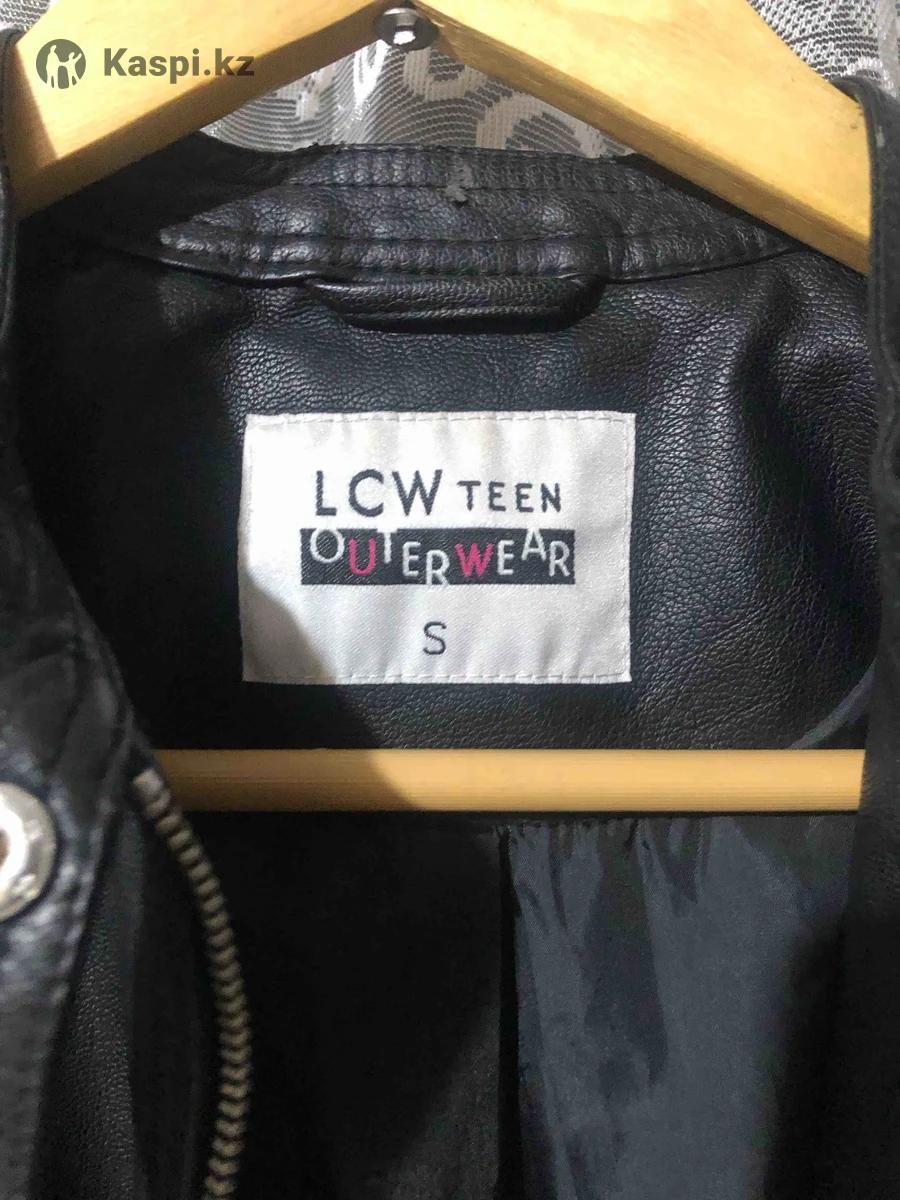 Kaspi.kz
LCW TEEN
OUTERWEAR
S